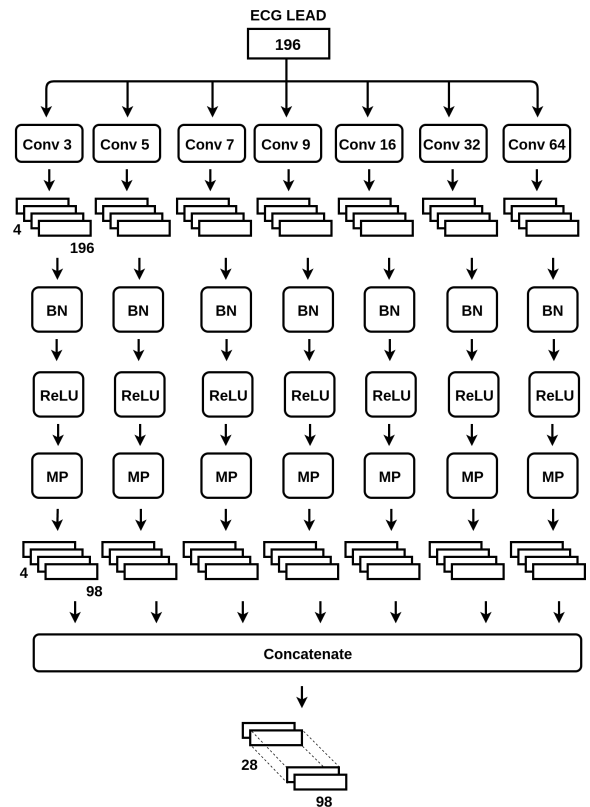 ECG LEAD
196
Conv 3 Conv 5 Conv 7 Conv 9 Conv 16 Conv 32 Conv 64
4
196
BN BN BN BN BN BN BN
ReLU ReLU ReLU ReLU ReLU ReLU ReLU
MP MP MP MP MP MP MP
4
98
Concatenate
28
98